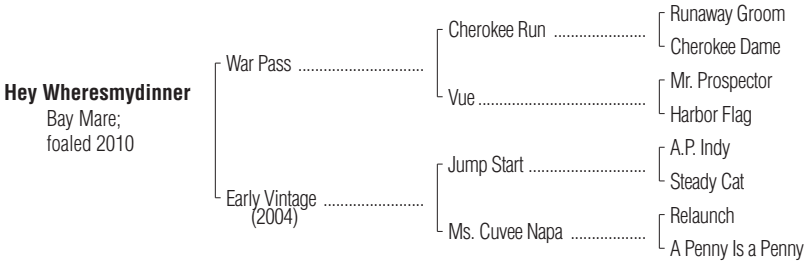 Runaway Groom
Cherokee Run ......................
Cherokee Dame
War Pass ..............................
Mr. Prospector
Hey Wheresmydinner
Vue ........................................
Harbor Flag
Bay Mare;
foaled 2010
A.P. Indy
Jump Start ............................
Steady Cat
Early Vintage ........................
(2004)
Relaunch
Ms. Cuvee Napa ..................
A Penny Is a Penny